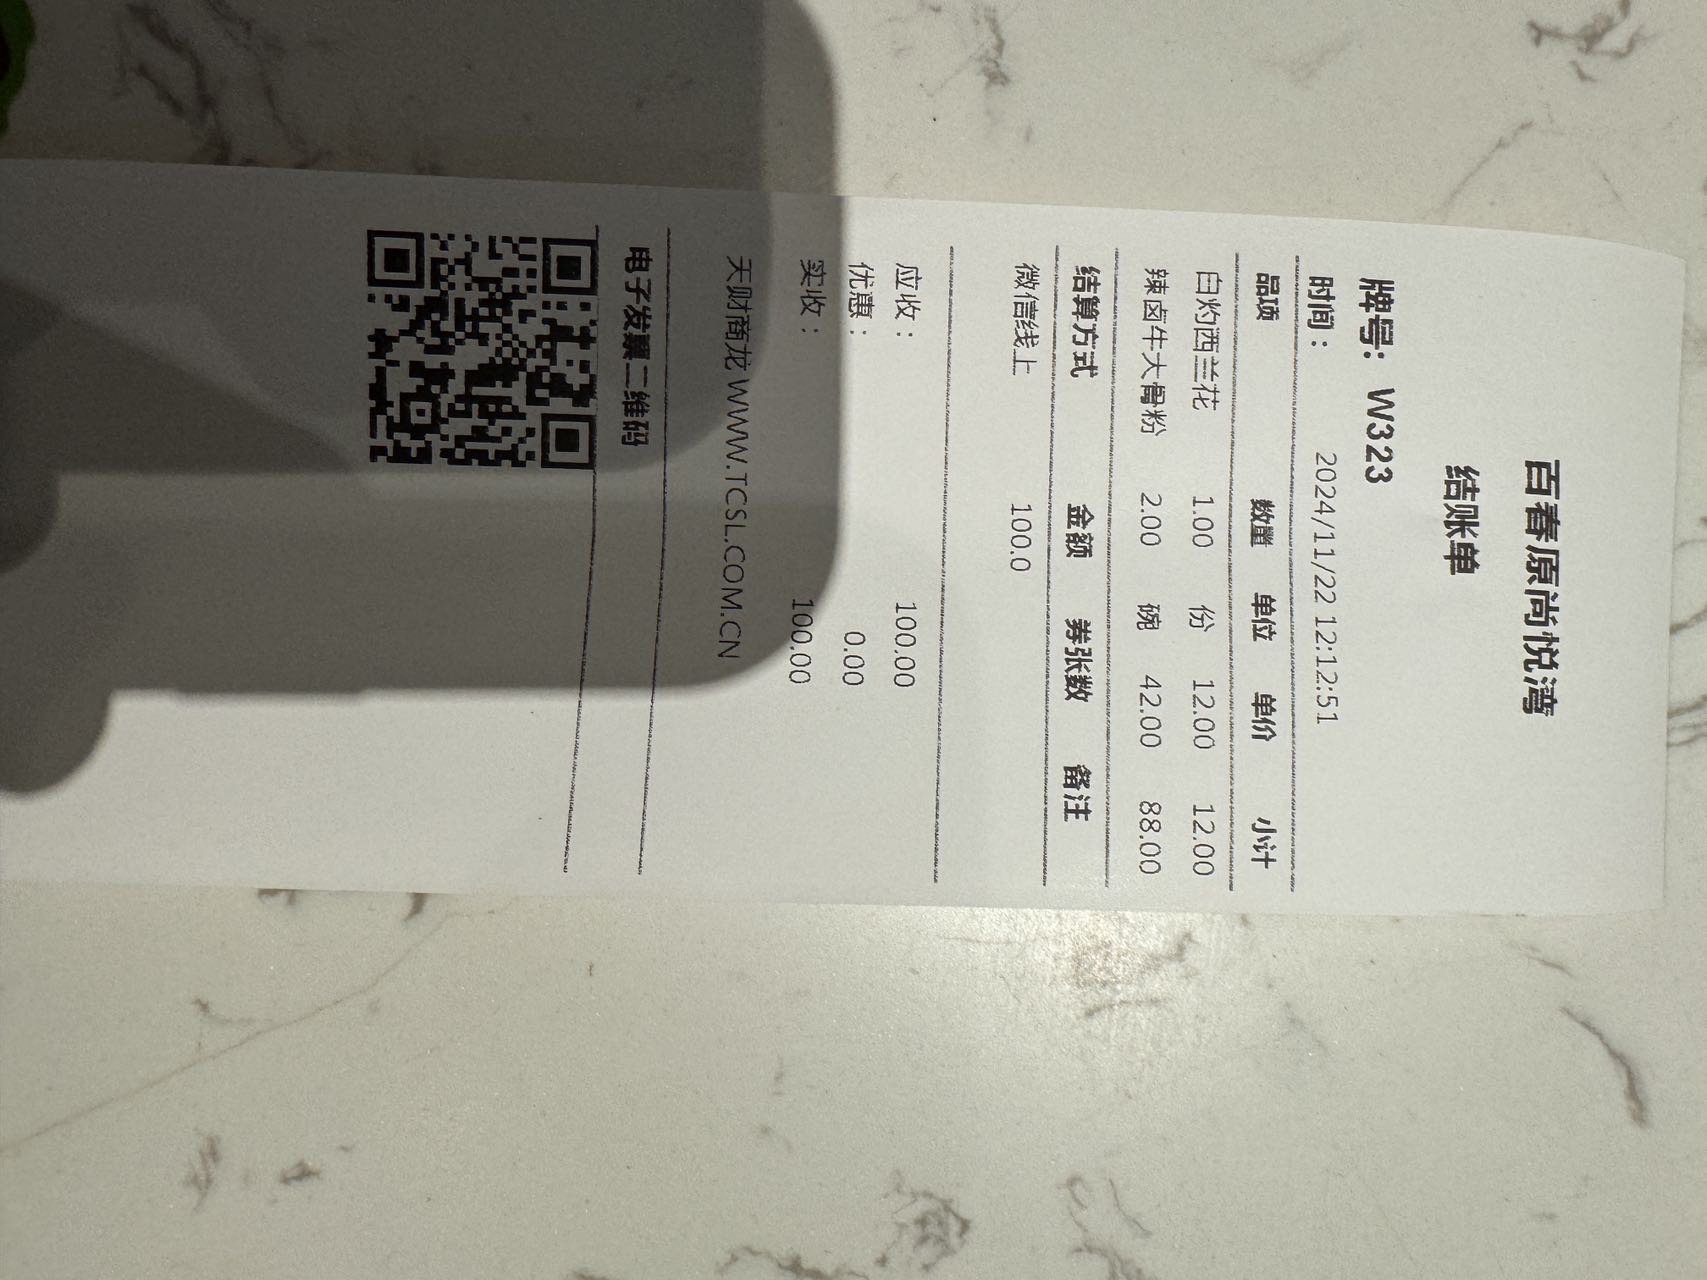 百春原尚悦湾
结账单
牌号: W323
时间: 2024/11/22 12:12:51
品项 数量 单位 单价 小计
白灼西兰花 1.00 份 12.00 12.00
辣卤牛大骨粉 2.00 碗 42.00 88.00
结算方式 金额 券张数 备注
微信线上 100.0
应收: 100.00
优惠: 0.00
实收: 100.00
天财商龙 WWW.TCSL.COM.CN
电子发票二维码